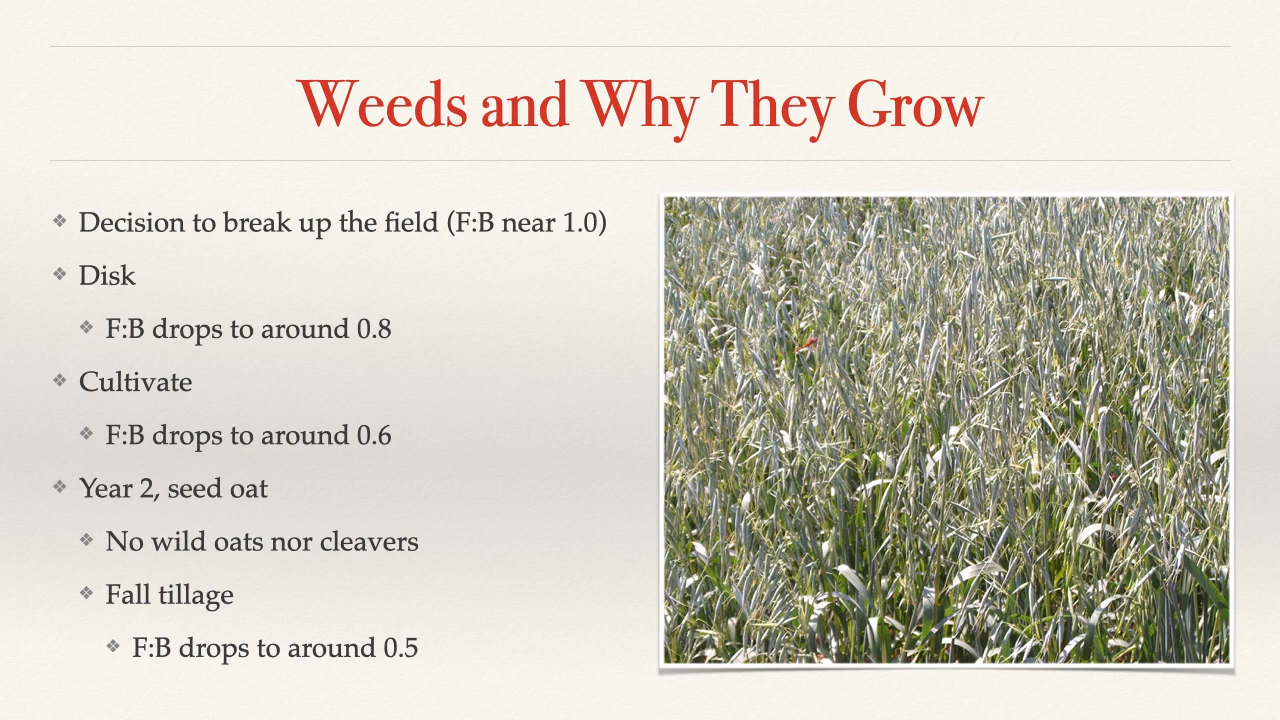 Weeds and Why They Grow
❖ Decision to break up the field (F:B near 1.0)
❖ Disk
❖ F:B drops to around 0.8
❖ Cultivate
❖ F:B drops to around 0.6
❖ Year 2, seed oat
❖ No wild oats nor cleavers
❖ Fall tillage
❖ F:B drops to around 0.5